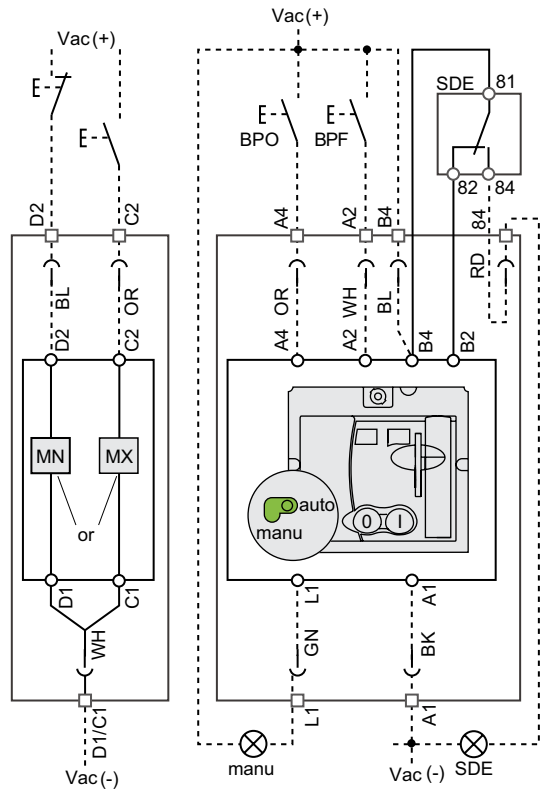 Vac (+)
Vac (+)
SDE
81
BPO
BPF
82
84
D2
C2
A4
A2
B4
84
BL
OR
OR
WH
BL
RD
D2
C2
A4
A2
B4
B2
MN
MX
or
auto
manu
0
I
D1
C1
L1
A1
WH
GN
BK
D1/C1
L1
A1
Vac (-)
manu
Vac (-)
SDE